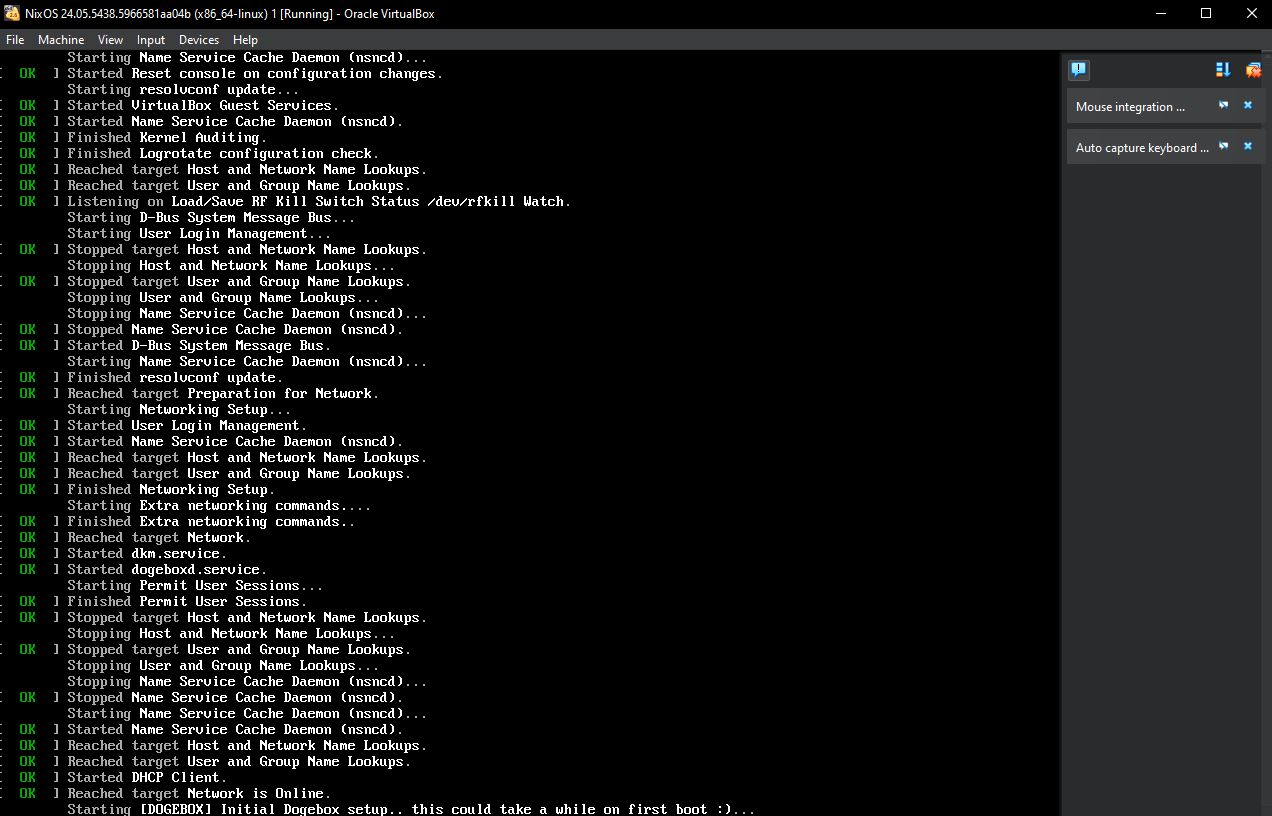 NixOS 24.05.5438.5966581aa04b (x86_64-linux) 1 [Running] - Oracle VirtualBox
File Machine View Input Devices Help
Starting Name Service Cache Daemon (nsncd)...
[ OK ] Started Reset console on configuration changes.
Starting resolvconf update...
[ OK ] Started VirtualBox Guest Services.
[ OK ] Started Name Service Cache Daemon (nsncd).
[ OK ] Finished Kernel Auditing.
[ OK ] Finished Logrotate configuration check.
[ OK ] Reached target Host and Network Name Lookups.
[ OK ] Reached target User and Group Name Lookups.
[ OK ] Listening on Load/Save RF Kill Switch Status /dev/rfkill Watch.
Starting D-Bus System Message Bus...
Starting User Login Management...
[ OK ] Stopped target Host and Network Name Lookups.
Stopping Host and Network Name Lookups...
[ OK ] Stopped target User and Group Name Lookups.
Stopping User and Group Name Lookups...
Stopping Name Service Cache Daemon (nsncd)...
[ OK ] Stopped Name Service Cache Daemon (nsncd).
[ OK ] Started D-Bus System Message Bus.
Starting Name Service Cache Daemon (nsncd)...
[ OK ] Finished resolvconf update.
[ OK ] Reached target Preparation for Network.
Starting Networking Setup...
[ OK ] Started User Login Management.
[ OK ] Started Name Service Cache Daemon (nsncd).
[ OK ] Reached target Host and Network Name Lookups.
[ OK ] Reached target User and Group Name Lookups.
[ OK ] Finished Networking Setup.
Starting Extra networking commands....
[ OK ] Finished Extra networking commands..
[ OK ] Reached target Network.
[ OK ] Started dkm.service.
[ OK ] Started dogeboxd.service.
Starting Permit User Sessions...
[ OK ] Finished Permit User Sessions.
[ OK ] Stopped target Host and Network Name Lookups.
Stopping Host and Network Name Lookups...
[ OK ] Stopped target User and Group Name Lookups.
Stopping User and Group Name Lookups...
Stopping Name Service Cache Daemon (nsncd)...
[ OK ] Stopped Name Service Cache Daemon (nsncd).
Starting Name Service Cache Daemon (nsncd)...
[ OK ] Started Name Service Cache Daemon (nsncd).
[ OK ] Reached target Host and Network Name Lookups.
[ OK ] Reached target User and Group Name Lookups.
[ OK ] Started DHCP Client.
[ OK ] Reached target Network is Online.
Starting [DOGEBOX] Initial Dogebox setup.. this could take a while on first boot :)...
Mouse integration ...
Auto capture keyboard ...